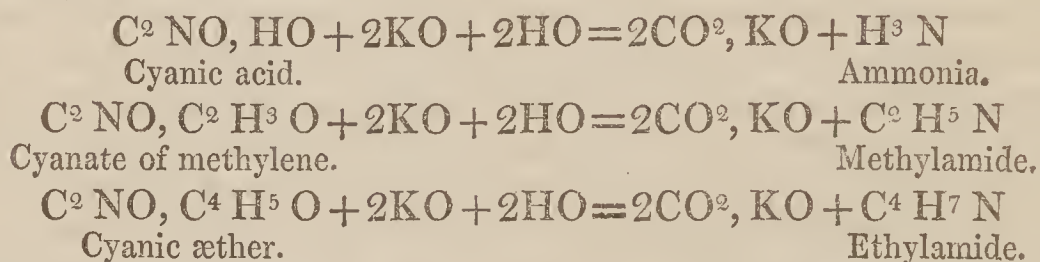 C² NO, HO+2KO+2HO=2CO², KO+H³ N
Cyanic acid. Ammonia.
C² NO, C² H³ O+2KO+2HO=2CO², KO+C² H⁵ N
Cyanate of methylene. Methylamide.
C² NO, C⁴ H⁵ O+2KO+2HO=2CO², KO+C⁴ H⁷ N
Cyanic æther. Ethylamide.